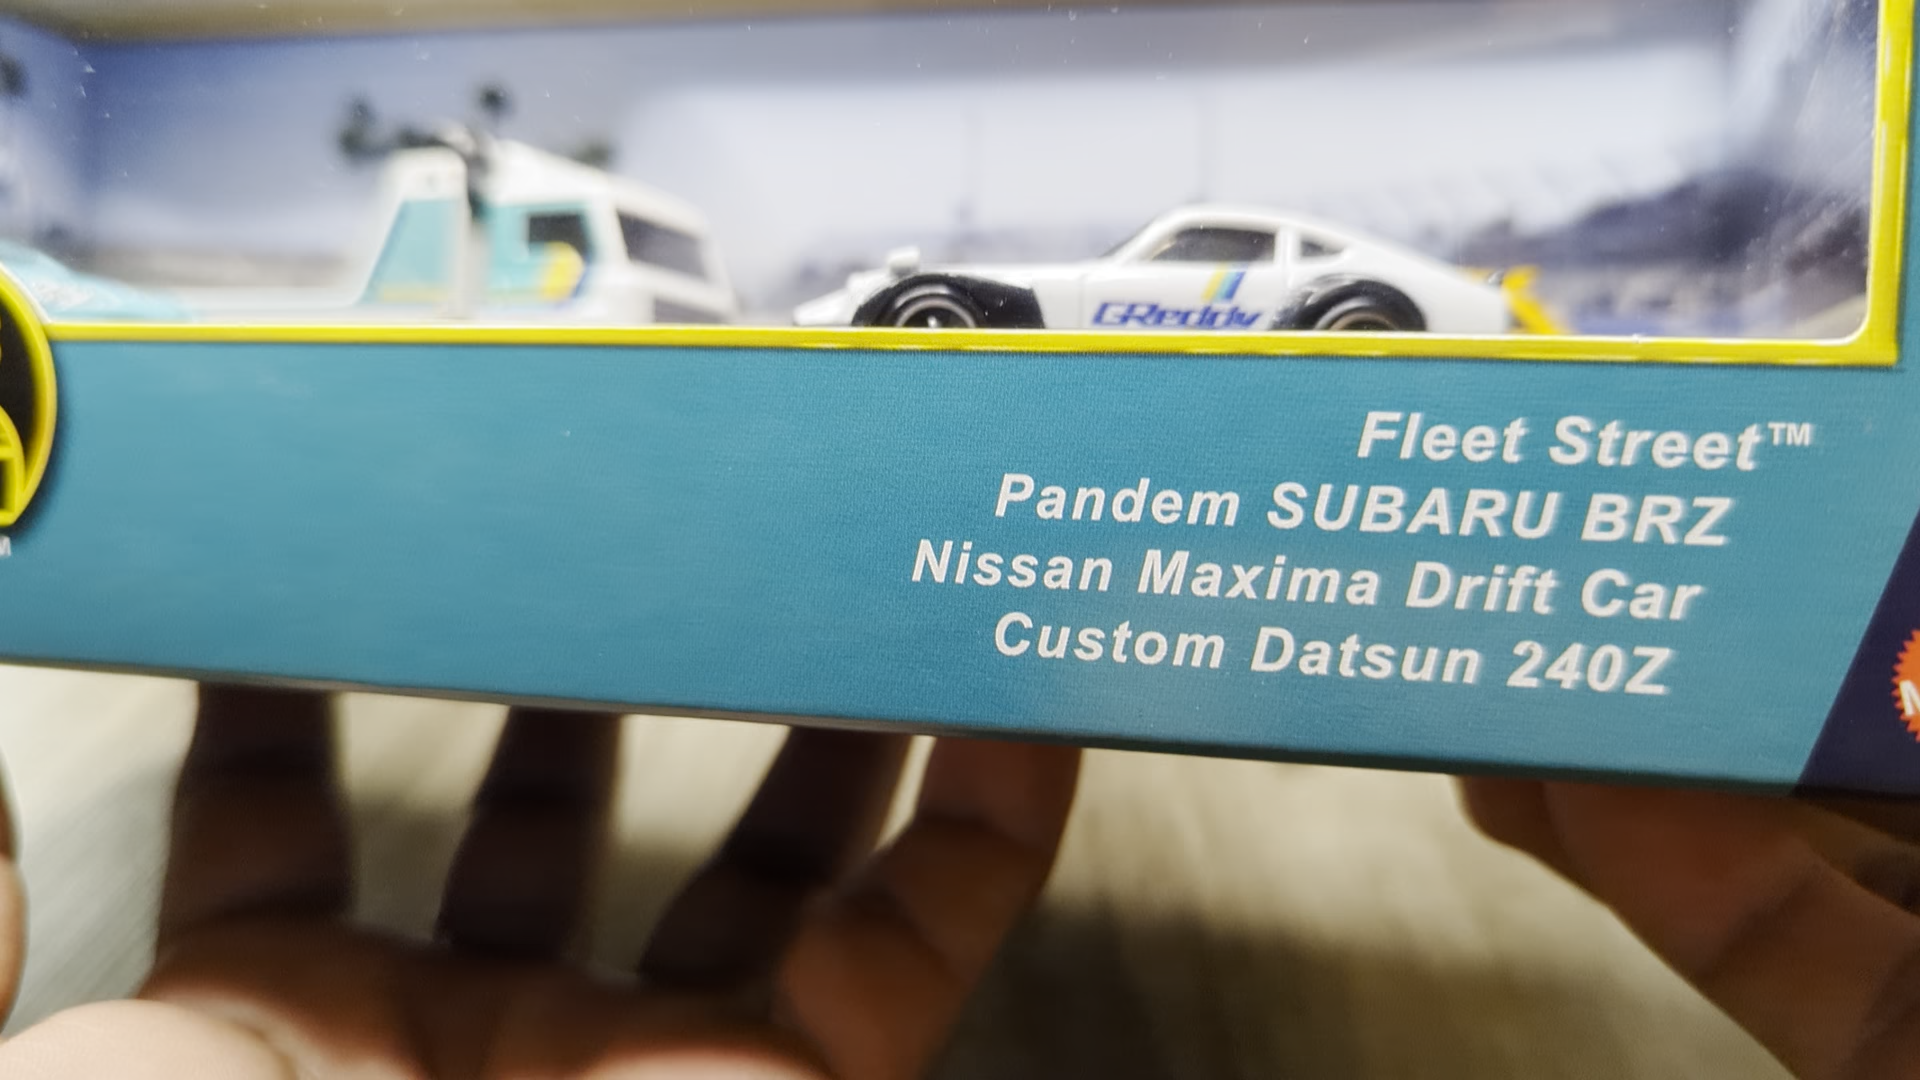 GReddy
Fleet Street™
Pandem SUBARU BRZ
Nissan Maxima Drift Car
Custom Datsun 240Z